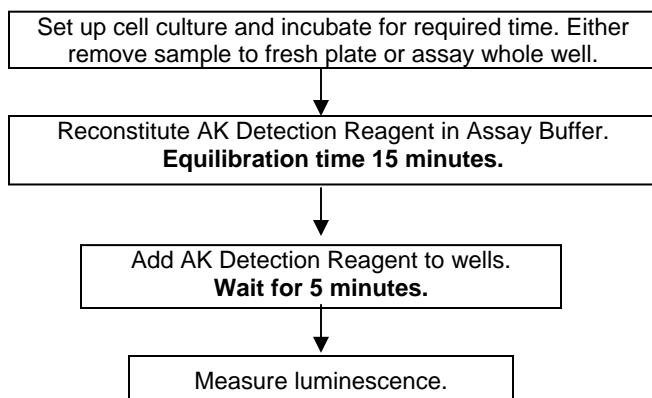 Set up cell culture and incubate for required time. Either
remove sample to fresh plate or assay whole well.
Reconstitute AK Detection Reagent in Assay Buffer.
Equilibration time 15 minutes.
Add AK Detection Reagent to wells.
Wait for 5 minutes.
Measure luminescence.